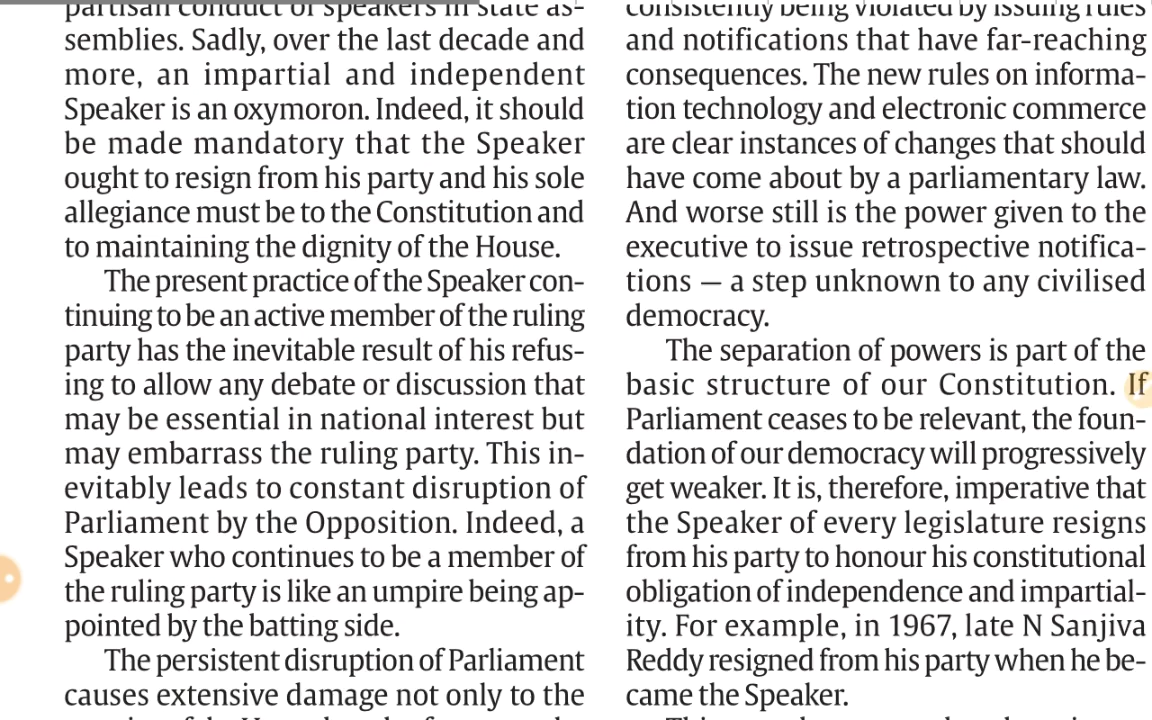 partisan conduct of speakers in state as-
semblies. Sadly, over the last decade and
more, an impartial and independent
Speaker is an oxymoron. Indeed, it should
be made mandatory that the Speaker
ought to resign from his party and his sole
allegiance must be to the Constitution and
to maintaining the dignity of the House.
The present practice of the Speaker con-
tinuing to be an active member of the ruling
party has the inevitable result of his refus-
ing to allow any debate or discussion that
may be essential in national interest but
may embarrass the ruling party. This in-
evitably leads to constant disruption of
Parliament by the Opposition. Indeed, a
Speaker who continues to be a member of
the ruling party is like an umpire being ap-
pointed by the batting side.
The persistent disruption of Parliament
causes extensive damage not only to the
consistently being violated by issuing rules
and notifications that have far-reaching
consequences. The new rules on informa-
tion technology and electronic commerce
are clear instances of changes that should
have come about by a parliamentary law.
And worse still is the power given to the
executive to issue retrospective notifica-
tions — a step unknown to any civilised
democracy.
The separation of powers is part of the
basic structure of our Constitution. If
Parliament ceases to be relevant, the foun-
dation of our democracy will progressively
get weaker. It is, therefore, imperative that
the Speaker of every legislature resigns
from his party to honour his constitutional
obligation of independence and impartial-
ity. For example, in 1967, late N Sanjiva
Reddy resigned from his party when he be-
came the Speaker.